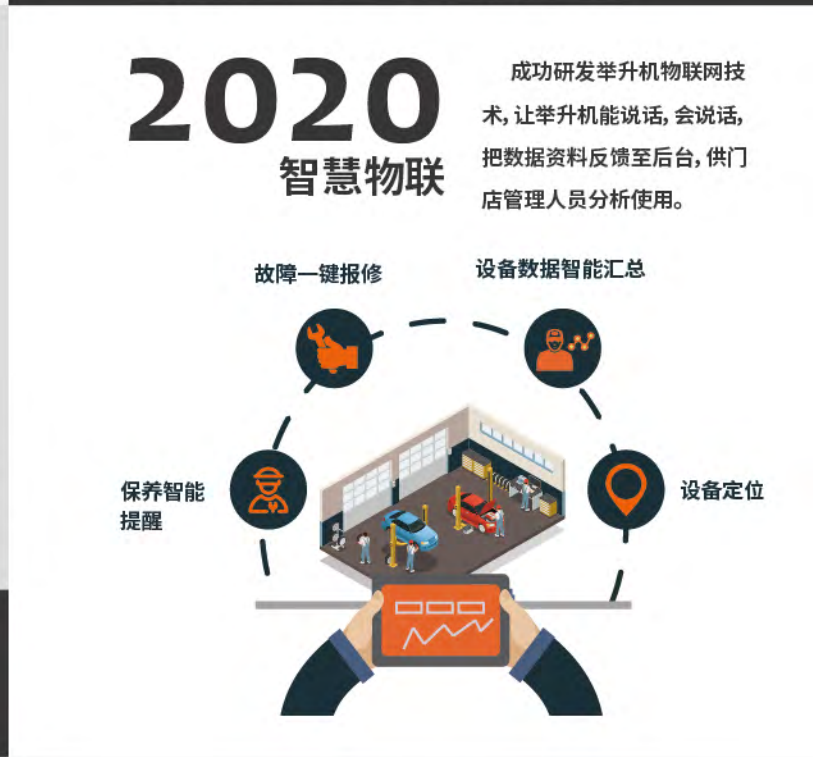 2020
智慧物联
成功研发举升机物联网技
术,让举升机能说话,会说话,
把数据资料反馈至后台,供门
店管理人员分析使用。
故障一键报修
设备数据智能汇总
保养智能
提醒
设备定位